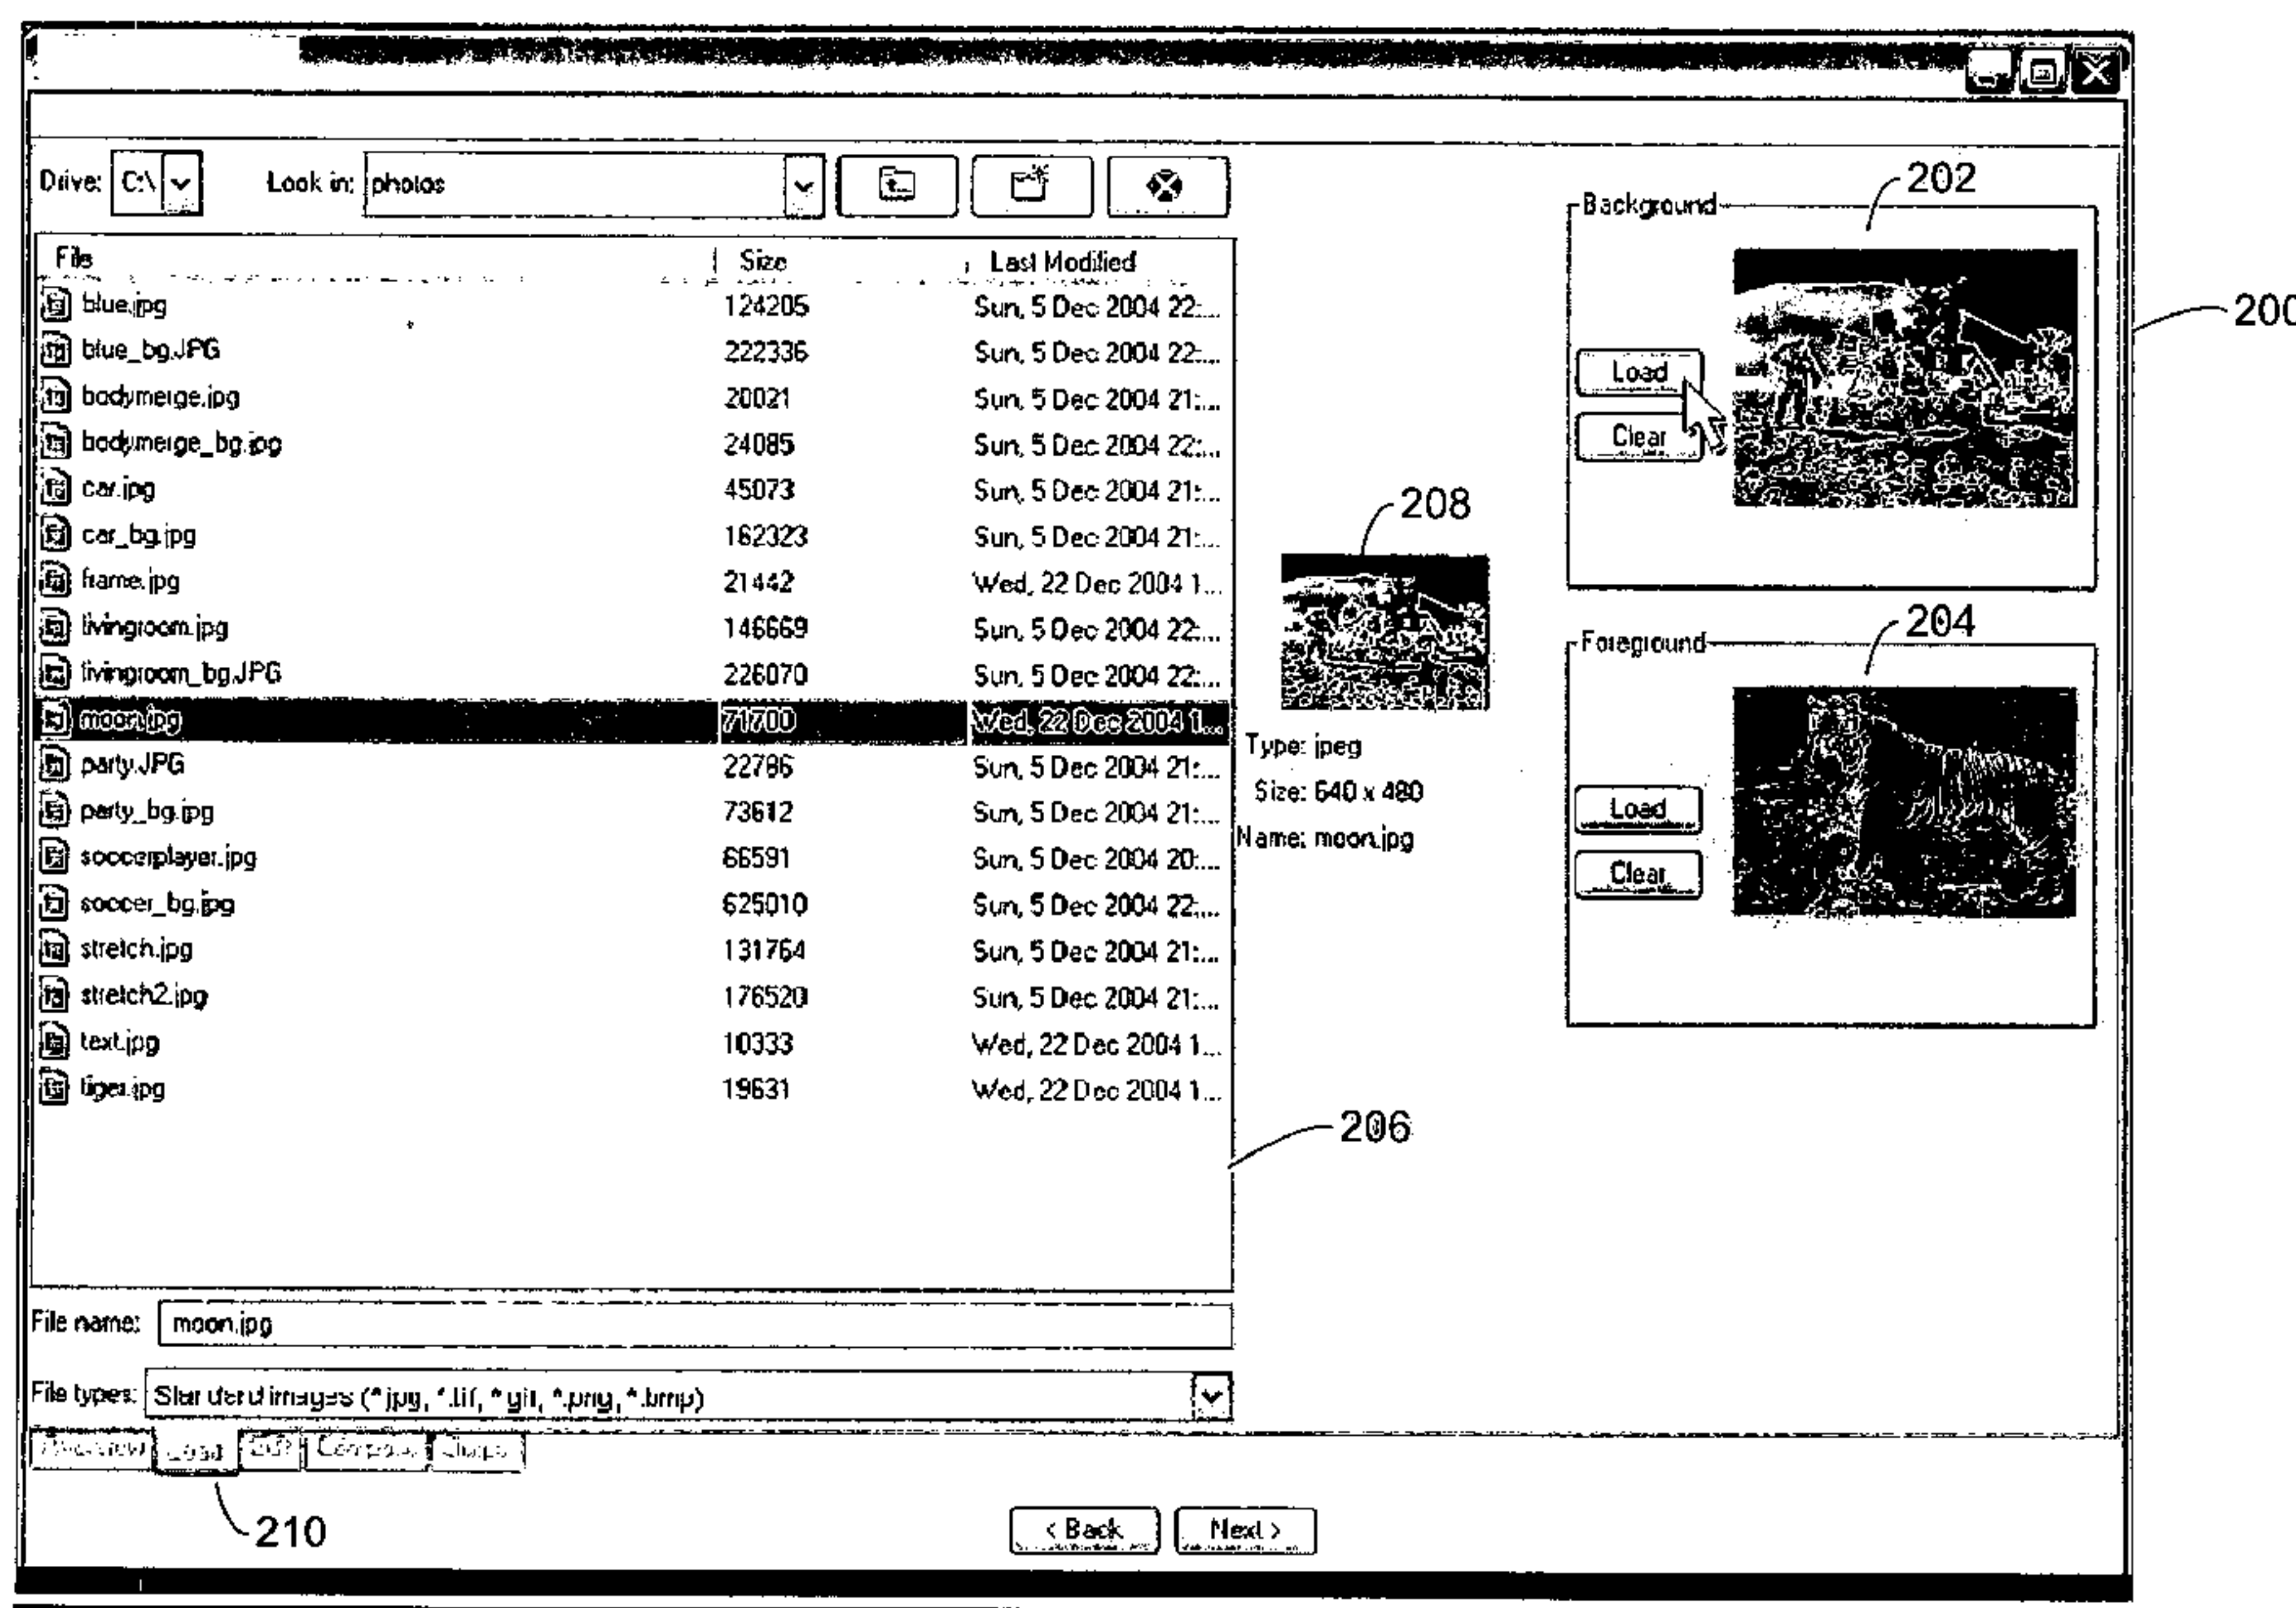 Drive: C:\ Look in: photos
202
Background
File Size Last Modified
blue.jpg 124205 Sun, 5 Dec 2004 22:...
200
blue_bg.JPG 222336 Sun, 5 Dec 2004 22:...
Load
bodymerge.jpg 20021 Sun, 5 Dec 2004 21:...
bodymerge_bg.jpg 24085 Sun, 5 Dec 2004 22:...
Clear
car.jpg 45073 Sun, 5 Dec 2004 21:...
208
car_bg.jpg 162323 Sun, 5 Dec 2004 21:...
frame.jpg 21442 Wed, 22 Dec 2004 1...
livingroom.jpg 146669 Sun, 5 Dec 2004 22:...
204
Foreground
livingroom_bg.JPG 226070 Sun, 5 Dec 2004 22:...
moon.jpg 71700 Wed, 22 Dec 2004 1...
Type: jpeg
party.JPG 22786 Sun, 5 Dec 2004 21:...
Size: 640 x 480
party_bg.jpg 73612 Sun, 5 Dec 2004 21:...
Load
Name: moon.jpg
soccerplayer.jpg 66591 Sun, 5 Dec 2004 20:...
Clear
soccer_bg.jpg 625010 Sun, 5 Dec 2004 22:...
stretch.jpg 131764 Sun, 5 Dec 2004 21:...
stretch2.jpg 176520 Sun, 5 Dec 2004 21:...
text.jpg 10333 Wed, 22 Dec 2004 1...
tiger.jpg 19631 Wed, 22 Dec 2004 1...
206
File name: moon.jpg
File types: Standard images (*.jpg, *.tif, *.gif, *.png, *.bmp)
Load
210
< Back Next >